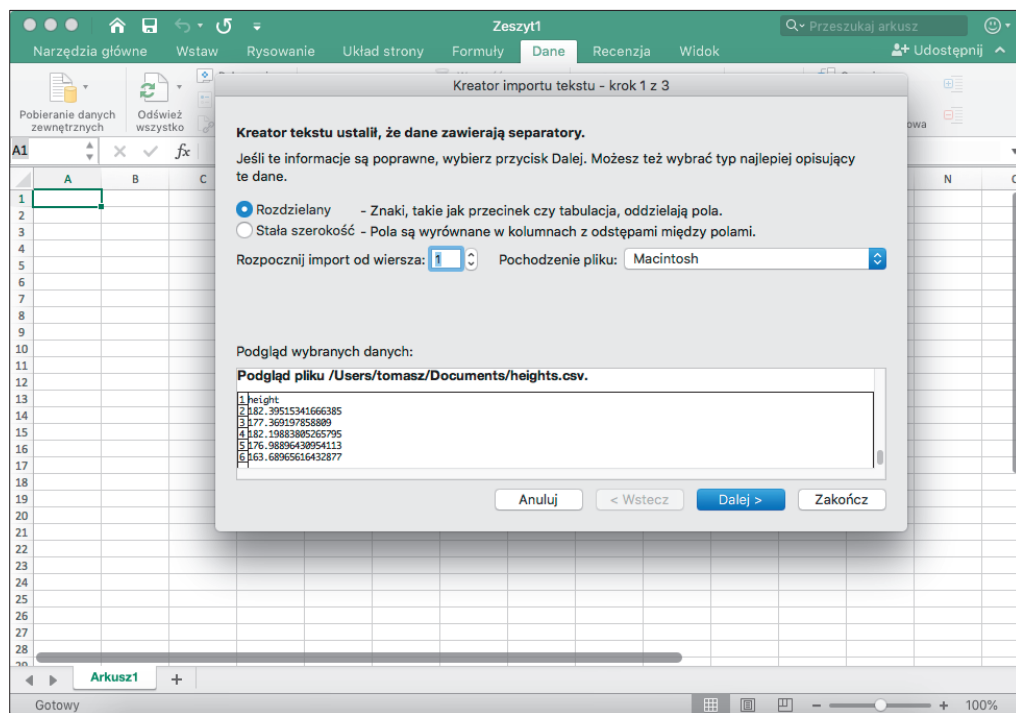 Zeszyt1
Przeszukaj arkusz
Narzędzia główne Wstaw Rysowanie Układ strony Formuły Dane Recenzja Widok Udostępnij
Pobieranie danych zewnętrznych
Odśwież wszystko
A1 fx
A B C N
Kreator importu tekstu - krok 1 z 3
Kreator tekstu ustalił, że dane zawierają separatory.
Jeśli te informacje są poprawne, wybierz przycisk Dalej. Możesz też wybrać typ najlepiej opisujący
te dane.
Rozdzielany - Znaki, takie jak przecinek czy tabulacja, oddzielają pola.
Stała szerokość - Pola są wyrównane w kolumnach z odstępami między polami.
Rozpocznij import od wiersza: 1 Pochodzenie pliku: Macintosh
Podgląd wybranych danych:
Podgląd pliku /Users/tomasz/Documents/heights.csv.
1 height
2 182.39515341666385
3 177.369197858809
4 182.19883805265795
5 176.98896430954113
6 163.68965616432877
Anuluj < Wstecz Dalej > Zakończ
1
2
3
4
5
6
7
8
9
10
11
12
13
14
15
16
17
18
19
20
21
22
23
24
25
26
27
28
Arkusz1 +
Gotowy 100%